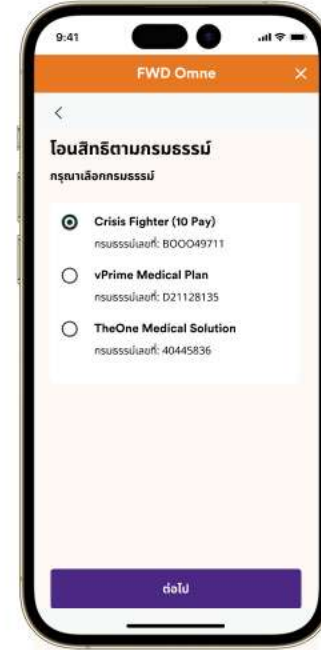 9:41
FWD Omne
โอนสิทธิตามกรมธรรม์
กรุณาเลือกกรมธรรม์
Crisis Fighter (10 Pay)
กรมธรรม์เลขที่: BOOO49711
vPrime Medical Plan
กรมธรรม์เลขที่: D21128135
TheOne Medical Solution
กรมธรรม์เลขที่: 40445836
ต่อไป